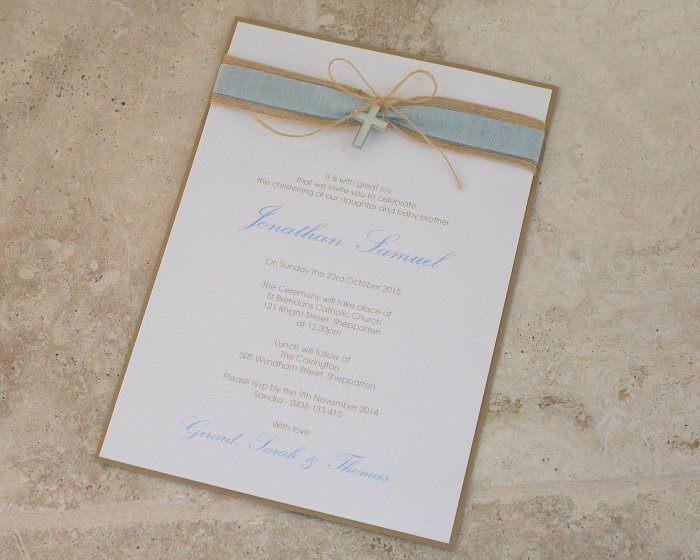 it is with great joy
that we invite you to celebrate
the christening of our daughter and baby brother
Jonathan Samuel
On Sunday the 23rd October 2015
The Ceremony will take place at
St Brendans Catholic Church
121 Knight Street, Shepparton
at 12:30pm
Lunch will follow at
The Carrington
505 Wyndham Street, Shepparton
Please rsvp by the 9th November 2014
Sandra - 0438 133 415
With love
Gerard, Sarah & Thomas